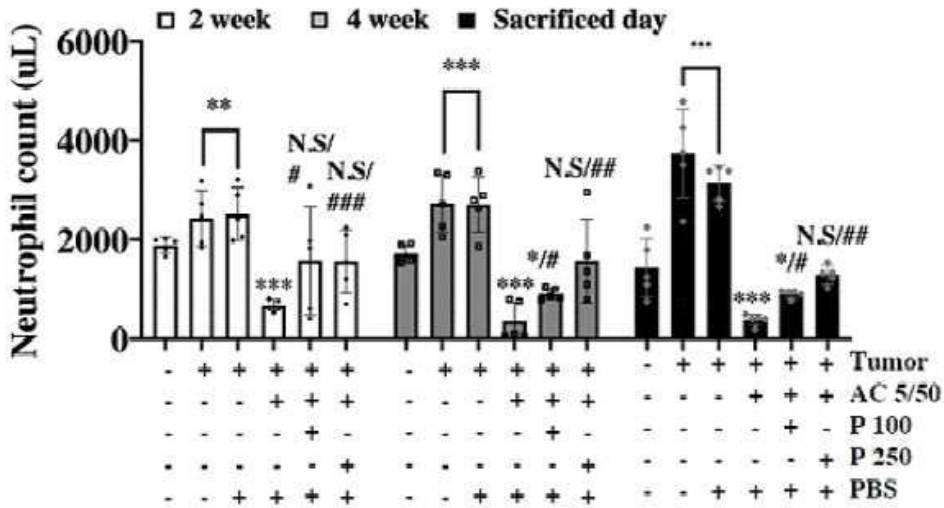 2 week 4 week Sacrificed day
Neutrophil count (uL)
6000
4000
2000
0
** *** ***
N.S/
#
N.S/
###
***
N.S/##
*/#
***
N.S/##
*/#
***
- + + + + + - + + + + + - + + + + + Tumor
- - - + + + - - - + + + - - - + + + AC 5/50
- - - - + - - - - - + - - - - - + - P 100
- - - - - + - - - - - + - - - - - + P 250
- - + + + + - - + + + + - - + + + + PBS